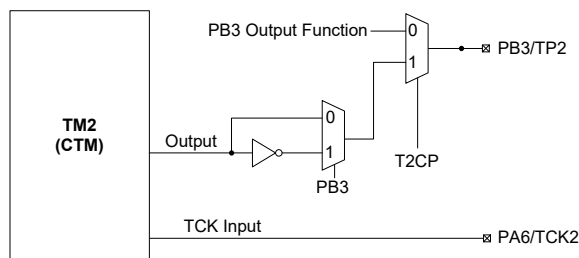 PB3 Output Function
0
1
PB3/TP2
TM2
(CTM)
Output
0
1
PB3
T2CP
TCK Input
PA6/TCK2